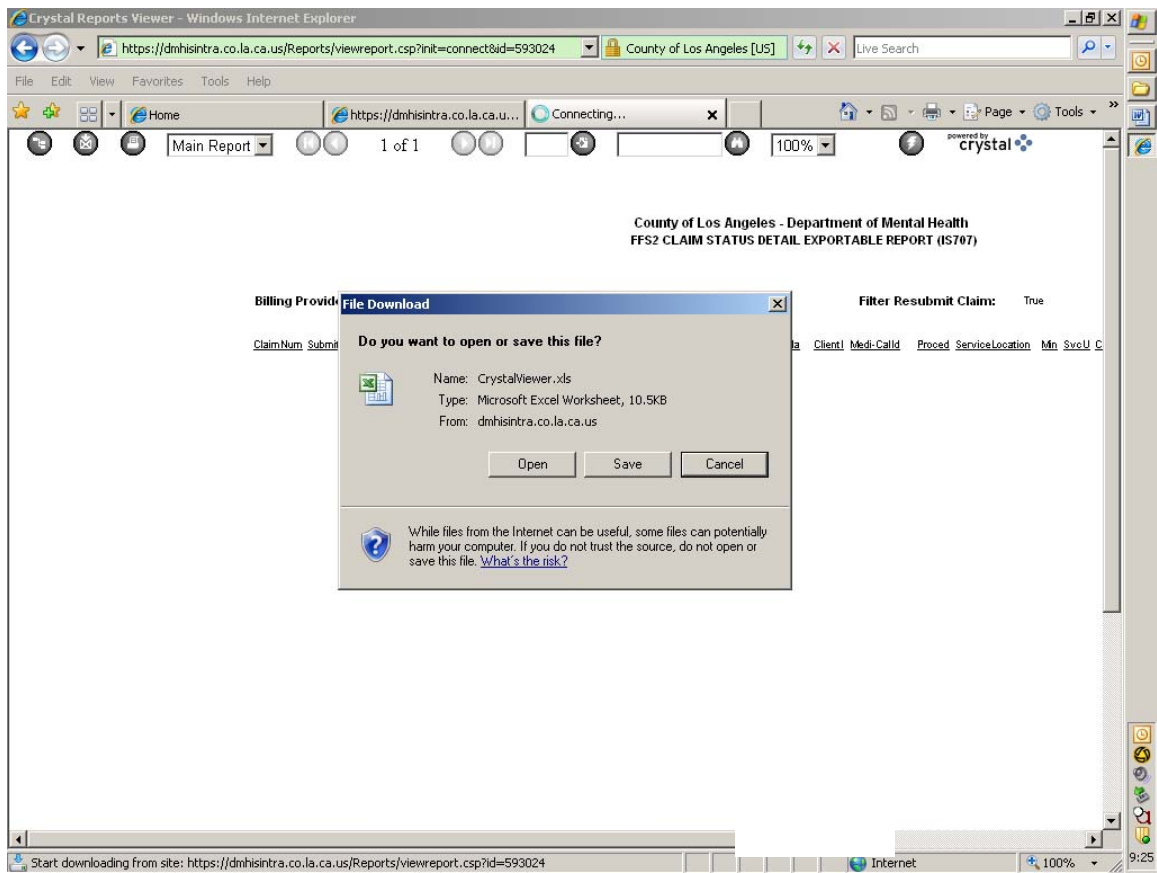 Crystal Reports Viewer - Windows Internet Explorer
https://dmhisintra.co.la.ca.us/Reports/viewreport.csp?init=connect&id=593024 County of Los Angeles [US] Live Search
File Edit View Favorites Tools Help
Home https://dmhisintra.co.la.ca.u... Connecting... Page Tools »
Main Report 1 of 1 100% powered by crystal
County of Los Angeles - Department of Mental Health
FFS2 CLAIM STATUS DETAIL EXPORTABLE REPORT (IS707)
Billing Provide Filter Resubmit Claim: True
ClaimNum Submit la ClientI Medi-CalId Proced ServiceLocation Min SvcU C
File Download
Do you want to open or save this file?
Name: CrystalViewer.xls
Type: Microsoft Excel Worksheet, 10.5KB
From: dmhisintra.co.la.ca.us
Open Save Cancel
While files from the Internet can be useful, some files can potentially
harm your computer. If you do not trust the source, do not open or
save this file. What's the risk?
Start downloading from site: https://dmhisintra.co.la.ca.us/Reports/viewreport.csp?id=593024 Internet 100% 9:25